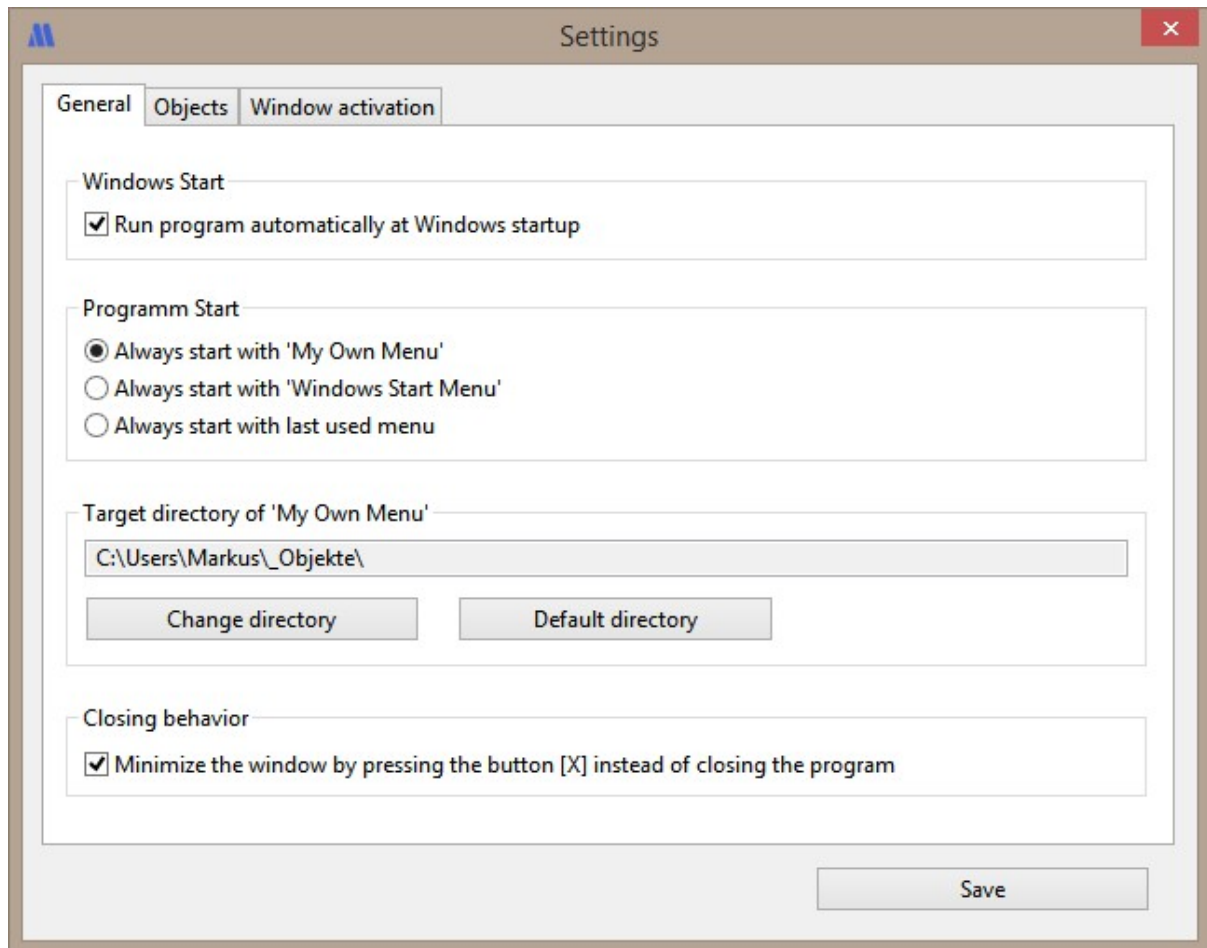 Settings
General
Objects
Window activation
Windows Start
Run program automatically at Windows startup
Programm Start
Always start with 'My Own Menu'
Always start with 'Windows Start Menu'
Always start with last used menu
Target directory of 'My Own Menu'
C:\Users\Markus\_Objekte\
Change directory
Default directory
Closing behavior
Minimize the window by pressing the button [X] instead of closing the program
Save